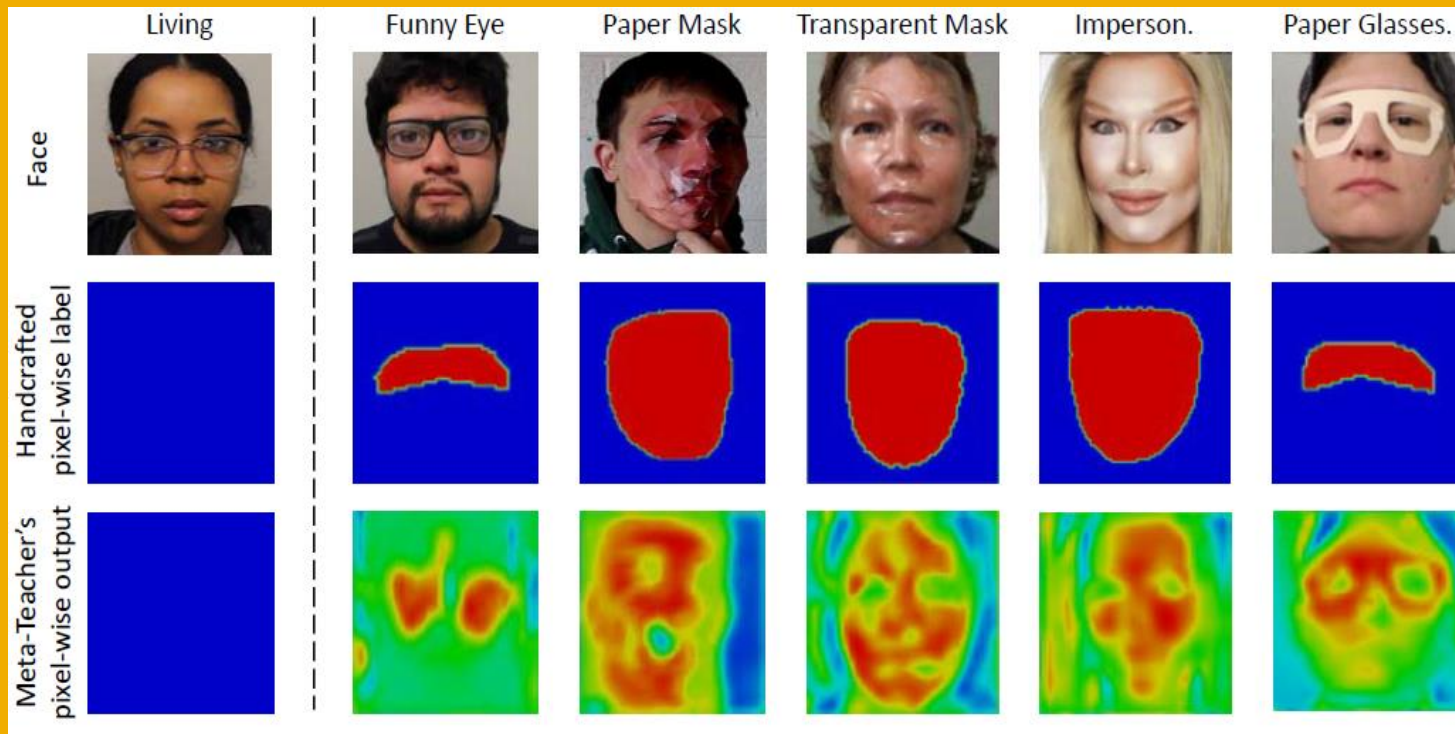 Living
Funny Eye
Paper Mask
Transparent Mask
Imperson.
Paper Glasses.
Face
Handcrafted
pixel-wise label
Meta-Teacher's
pixel-wise output